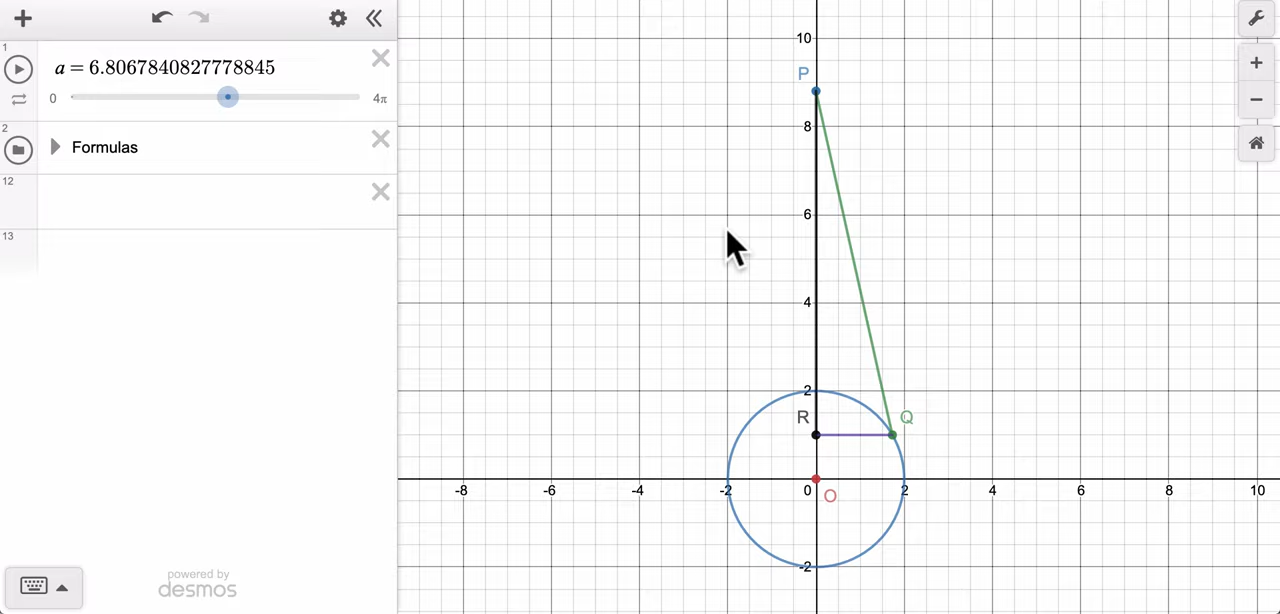 1
a = 6.8067840827778845
0
4π
2
Formulas
12
13
powered by
desmos
10
P
8
6
4
2
R
Q
-8
-6
-4
-2
0
2
4
6
8
10
O
-2